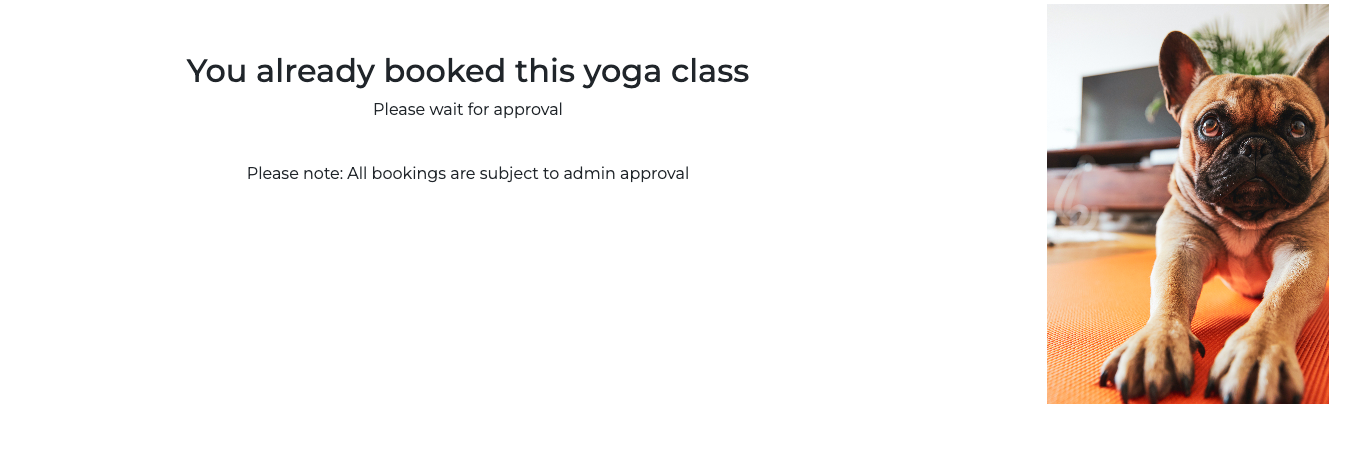 You already booked this yoga class
Please wait for approval
Please note: All bookings are subject to admin approval